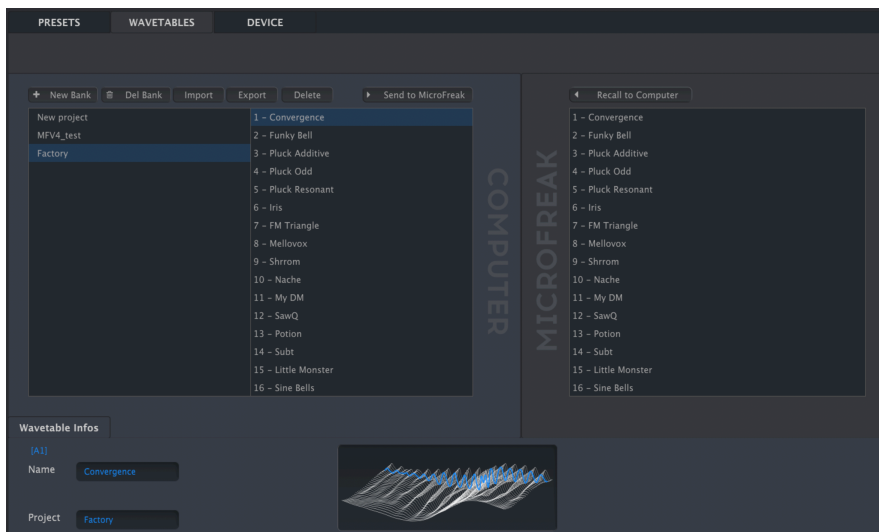 PRESETS WAVETABLES DEVICE
+ New Bank Del Bank Import Export Delete Send to MicroFreak
New project
MFV4_test
Factory
1 – Convergence
2 – Funky Bell
3 – Pluck Additive
4 – Pluck Odd
5 – Pluck Resonant
6 – Iris
7 – FM Triangle
8 – Mellovox
9 – Shrrom
10 – Nache
11 – My DM
12 – SawQ
13 – Potion
14 – Subt
15 – Little Monster
16 – Sine Bells
COMPUTER
MICROFREAK
Recall to Computer
1 – Convergence
2 – Funky Bell
3 – Pluck Additive
4 – Pluck Odd
5 – Pluck Resonant
6 – Iris
7 – FM Triangle
8 – Mellovox
9 – Shrrom
10 – Nache
11 – My DM
12 – SawQ
13 – Potion
14 – Subt
15 – Little Monster
16 – Sine Bells
Wavetable Infos
[A1]
Name Convergence
Project Factory